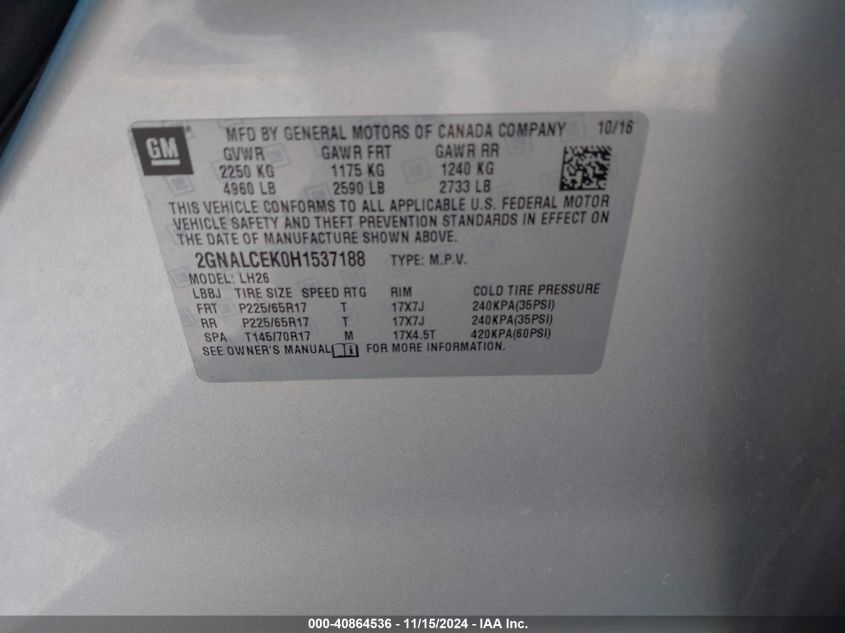 GM
MFD BY GENERAL MOTORS OF CANADA COMPANY 10/16
GVWR GAWR FRT GAWR RR
2250 KG 1175 KG 1240 KG
4960 LB 2590 LB 2733 LB
THIS VEHICLE CONFORMS TO ALL APPLICABLE U.S. FEDERAL MOTOR
VEHICLE SAFETY AND THEFT PREVENTION STANDARDS IN EFFECT ON
THE DATE OF MANUFACTURE SHOWN ABOVE.
2GNALCEK0H1537188 TYPE: M.P.V.
MODEL: LH26
LBBJ TIRE SIZE SPEED RTG RIM COLD TIRE PRESSURE
FRT P225/65R17 T 17X7J 240KPA(35PSI)
RR P225/65R17 T 17X7J 240KPA(35PSI)
SPA T145/70R17 M 17X4.5T 420KPA(60PSI)
SEE OWNER'S MANUAL FOR MORE INFORMATION.
000-40864536 - 11/15/2024 - IAA Inc.